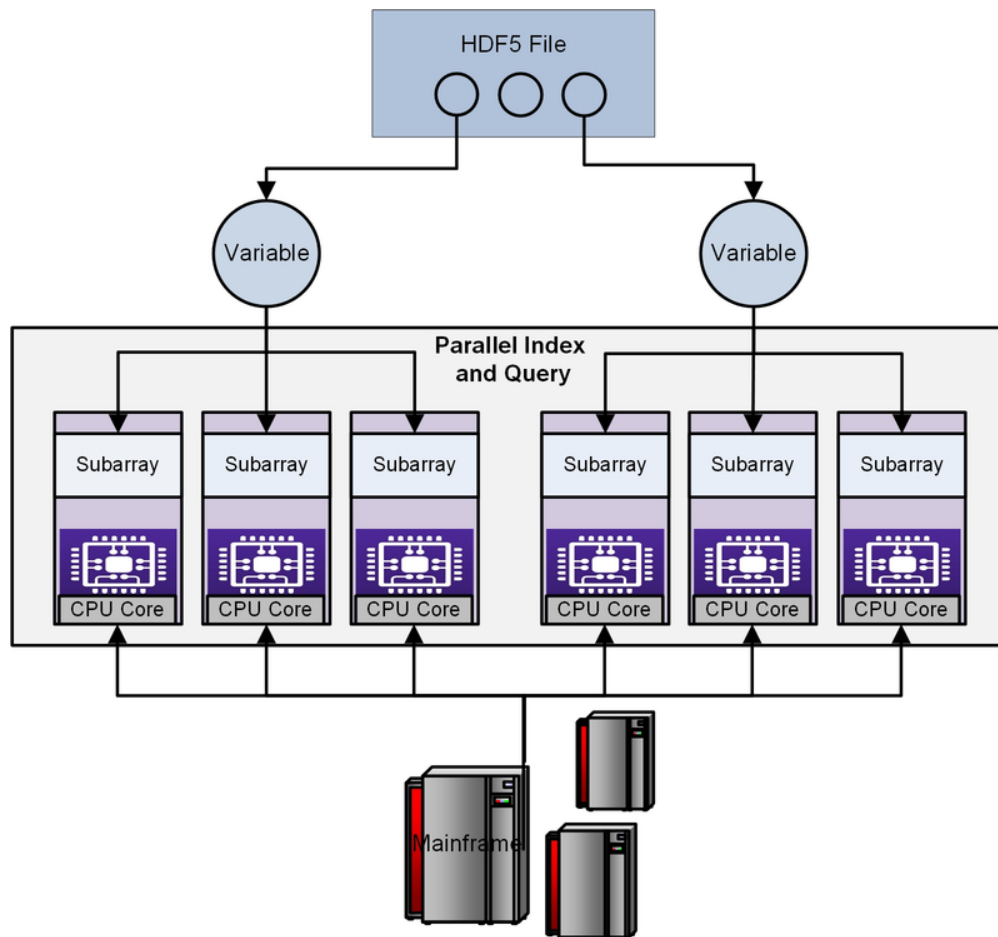 HDF5 File
Variable
Variable
Parallel Index
and Query
Subarray
Subarray
Subarray
Subarray
Subarray
Subarray
CPU Core
CPU Core
CPU Core
CPU Core
CPU Core
CPU Core
Mainframe